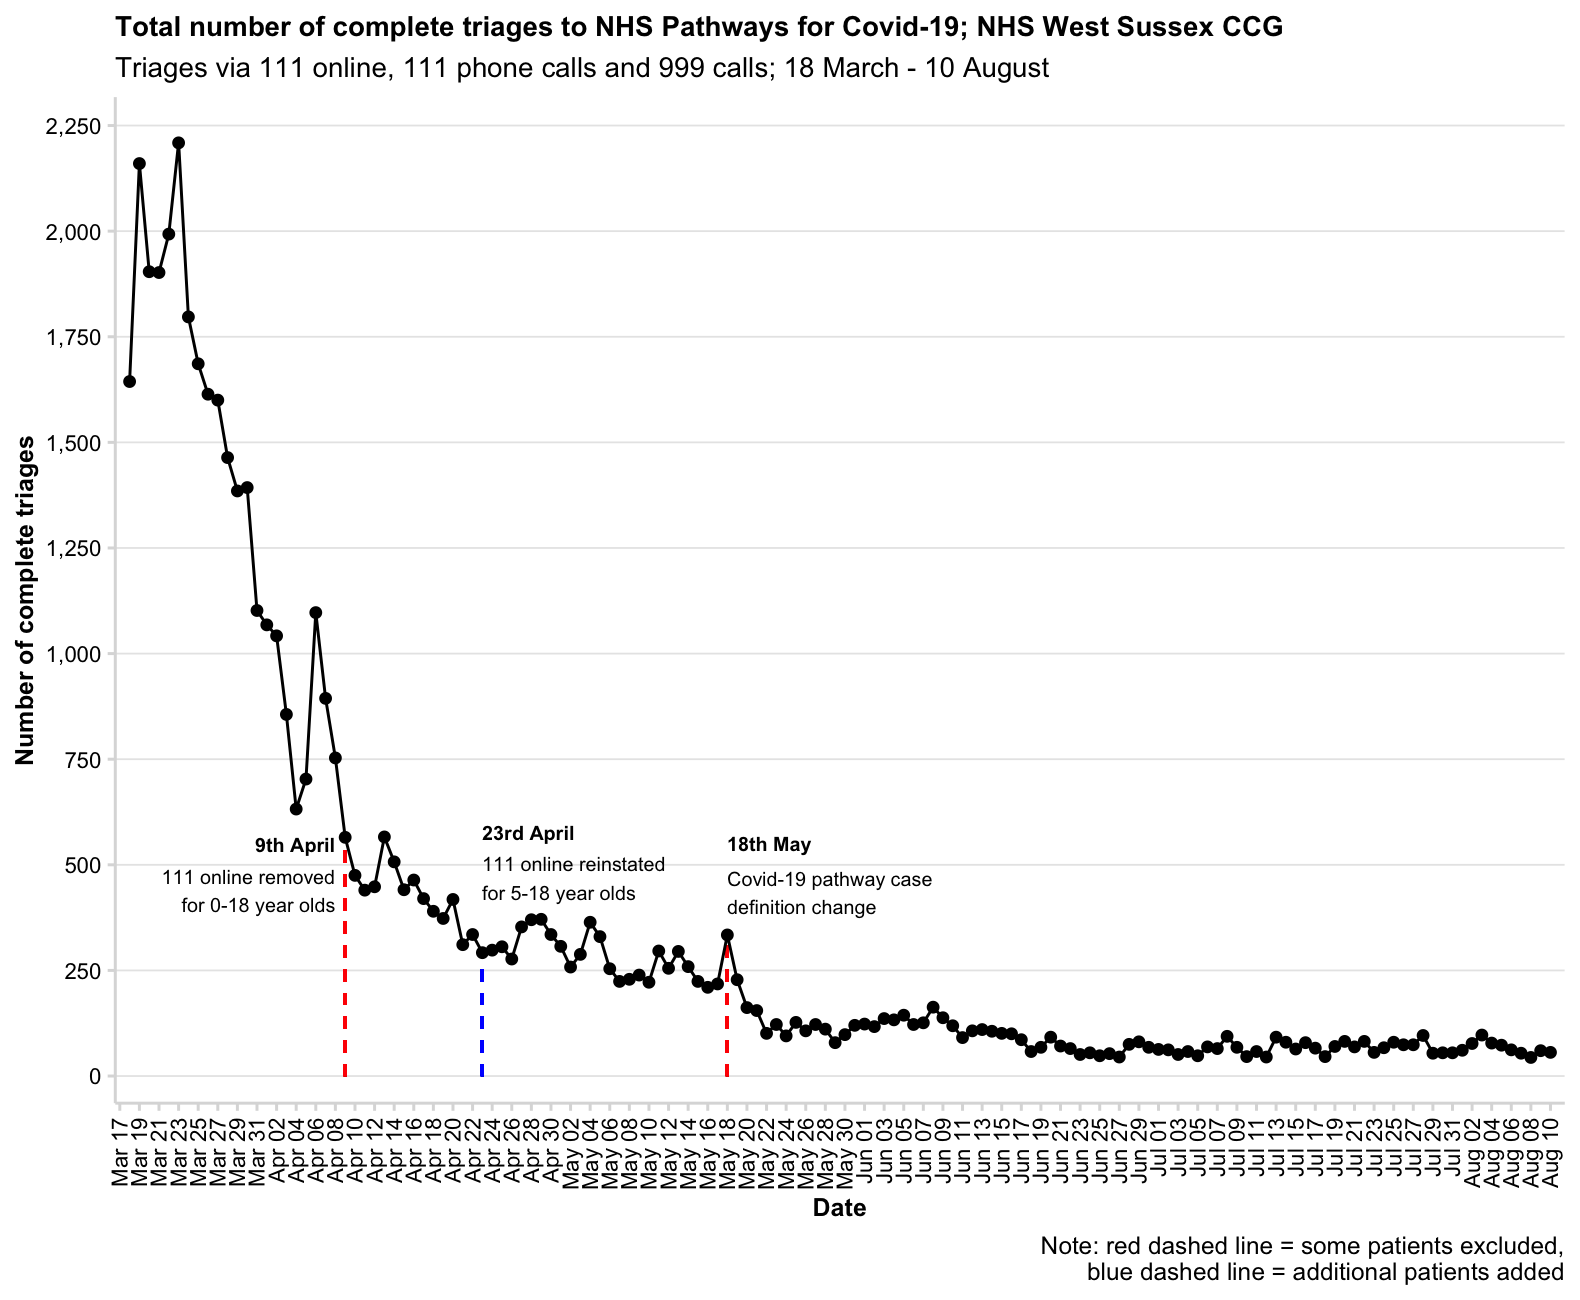 Total number of complete triages to NHS Pathways for Covid-19; NHS West Sussex CCG
Triages via 111 online, 111 phone calls and 999 calls; 18 March - 10 August
Number of complete triages
2,250
2,000
1,750
1,500
1,250
1,000
750
500
250
0
9th April
111 online removed
for 0-18 year olds
23rd April
111 online reinstated
for 5-18 year olds
18th May
Covid-19 pathway case
definition change
Mar 17
Mar 19
Mar 21
Mar 23
Mar 25
Mar 27
Mar 29
Mar 31
Apr 02
Apr 04
Apr 06
Apr 08
Apr 10
Apr 12
Apr 14
Apr 16
Apr 18
Apr 20
Apr 22
Apr 24
Apr 26
Apr 28
Apr 30
May 02
May 04
May 06
May 08
May 10
May 12
May 14
May 16
May 18
May 20
May 22
May 24
May 26
May 28
May 30
Jun 01
Jun 03
Jun 05
Jun 07
Jun 09
Jun 11
Jun 13
Jun 15
Jun 17
Jun 19
Jun 21
Jun 23
Jun 25
Jun 27
Jun 29
Jul 01
Jul 03
Jul 05
Jul 07
Jul 09
Jul 11
Jul 13
Jul 15
Jul 17
Jul 19
Jul 21
Jul 23
Jul 25
Jul 27
Jul 29
Jul 31
Aug 02
Aug 04
Aug 06
Aug 08
Aug 10
Date
Note: red dashed line = some patients excluded,
blue dashed line = additional patients added